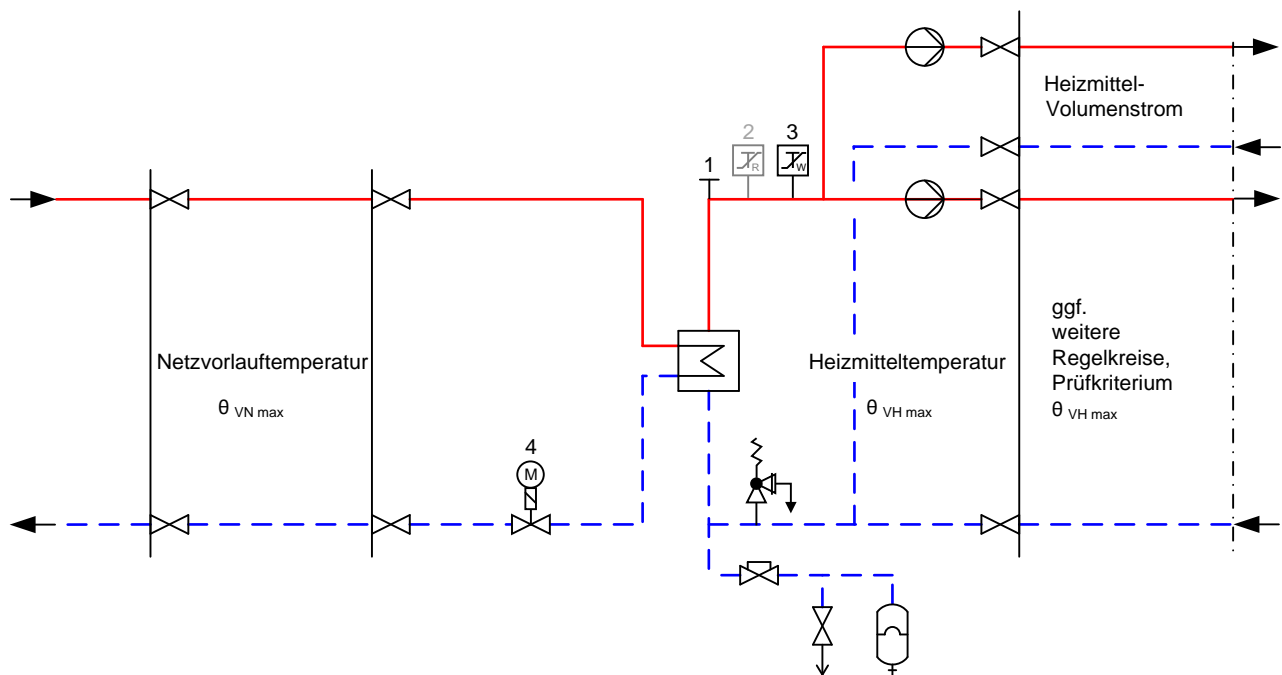 Heizmittel-
Volumenstrom
2
3
R
W
1
Netzvorlauftemperatur
θ VN max
Heizmitteltemperatur
θ VH max
ggf.
weitere
Regelkreise,
Prüfkriterium
θ VH max
4
M